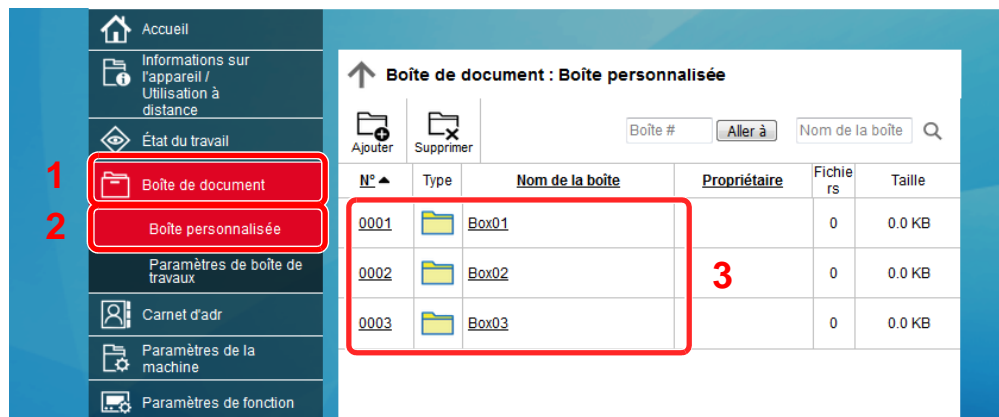 Accueil
Informations sur
l'appareil /
Utilisation à
distance
État du travail
1
Boîte de document
2
Boîte personnalisée
Paramètres de boîte de
travaux
Carnet d'adr
Paramètres de la
machine
Paramètres de fonction
Boîte de document : Boîte personnalisée
Ajouter
Supprimer
Boîte #
Aller à
Nom de la boîte
N° Type Nom de la boîte Propriétaire Fichie
rs Taille
0001 Box01 0 0.0 KB
0002 Box02 0 0.0 KB
3
0003 Box03 0 0.0 KB